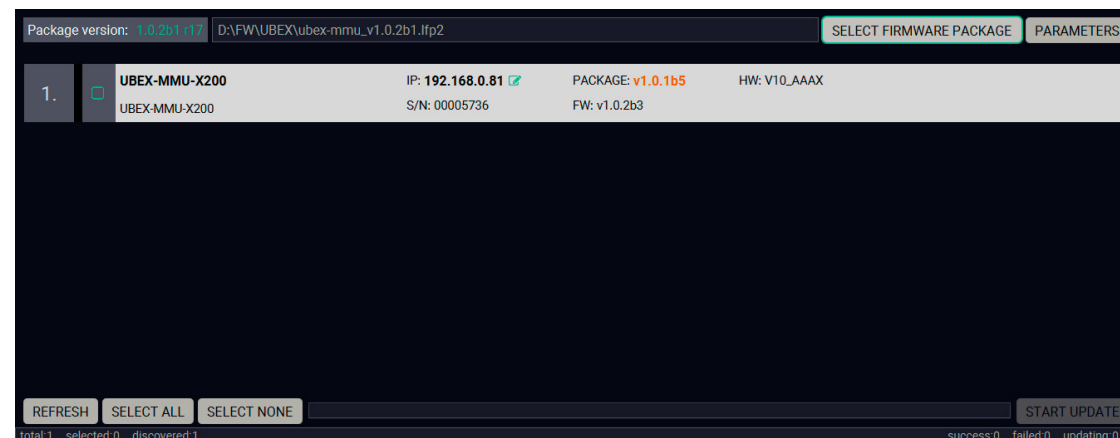 Package version: 1.0.2b1 r17 D:\FW\UBEX\ubex-mmu_v1.0.2b1.lfp2 SELECT FIRMWARE PACKAGE PARAMETERS
1. UBEX-MMU-X200 IP: 192.168.0.81 PACKAGE: v1.0.1b5 HW: V10_AAAX
UBEX-MMU-X200 S/N: 00005736 FW: v1.0.2b3
REFRESH SELECT ALL SELECT NONE START UPDATE
total:1 selected:0 discovered:1 success:0 failed:0 updating:0